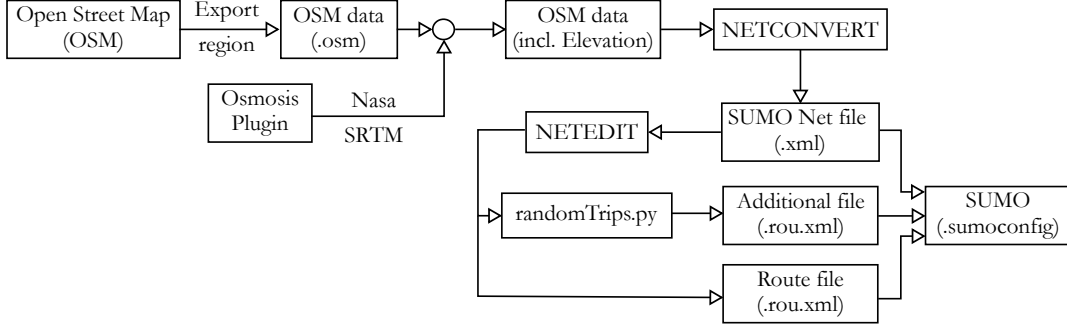 Open Street Map
(OSM)
Export
region
OSM data
(.osm)
OSM data
(incl. Elevation)
NETCONVERT
Osmosis
Plugin
Nasa
SRTM
NETEDIT
SUMO Net file
(.xml)
randomTrips.py
Additional file
(.rou.xml)
SUMO
(.sumoconfig)
Route file
(.rou.xml)